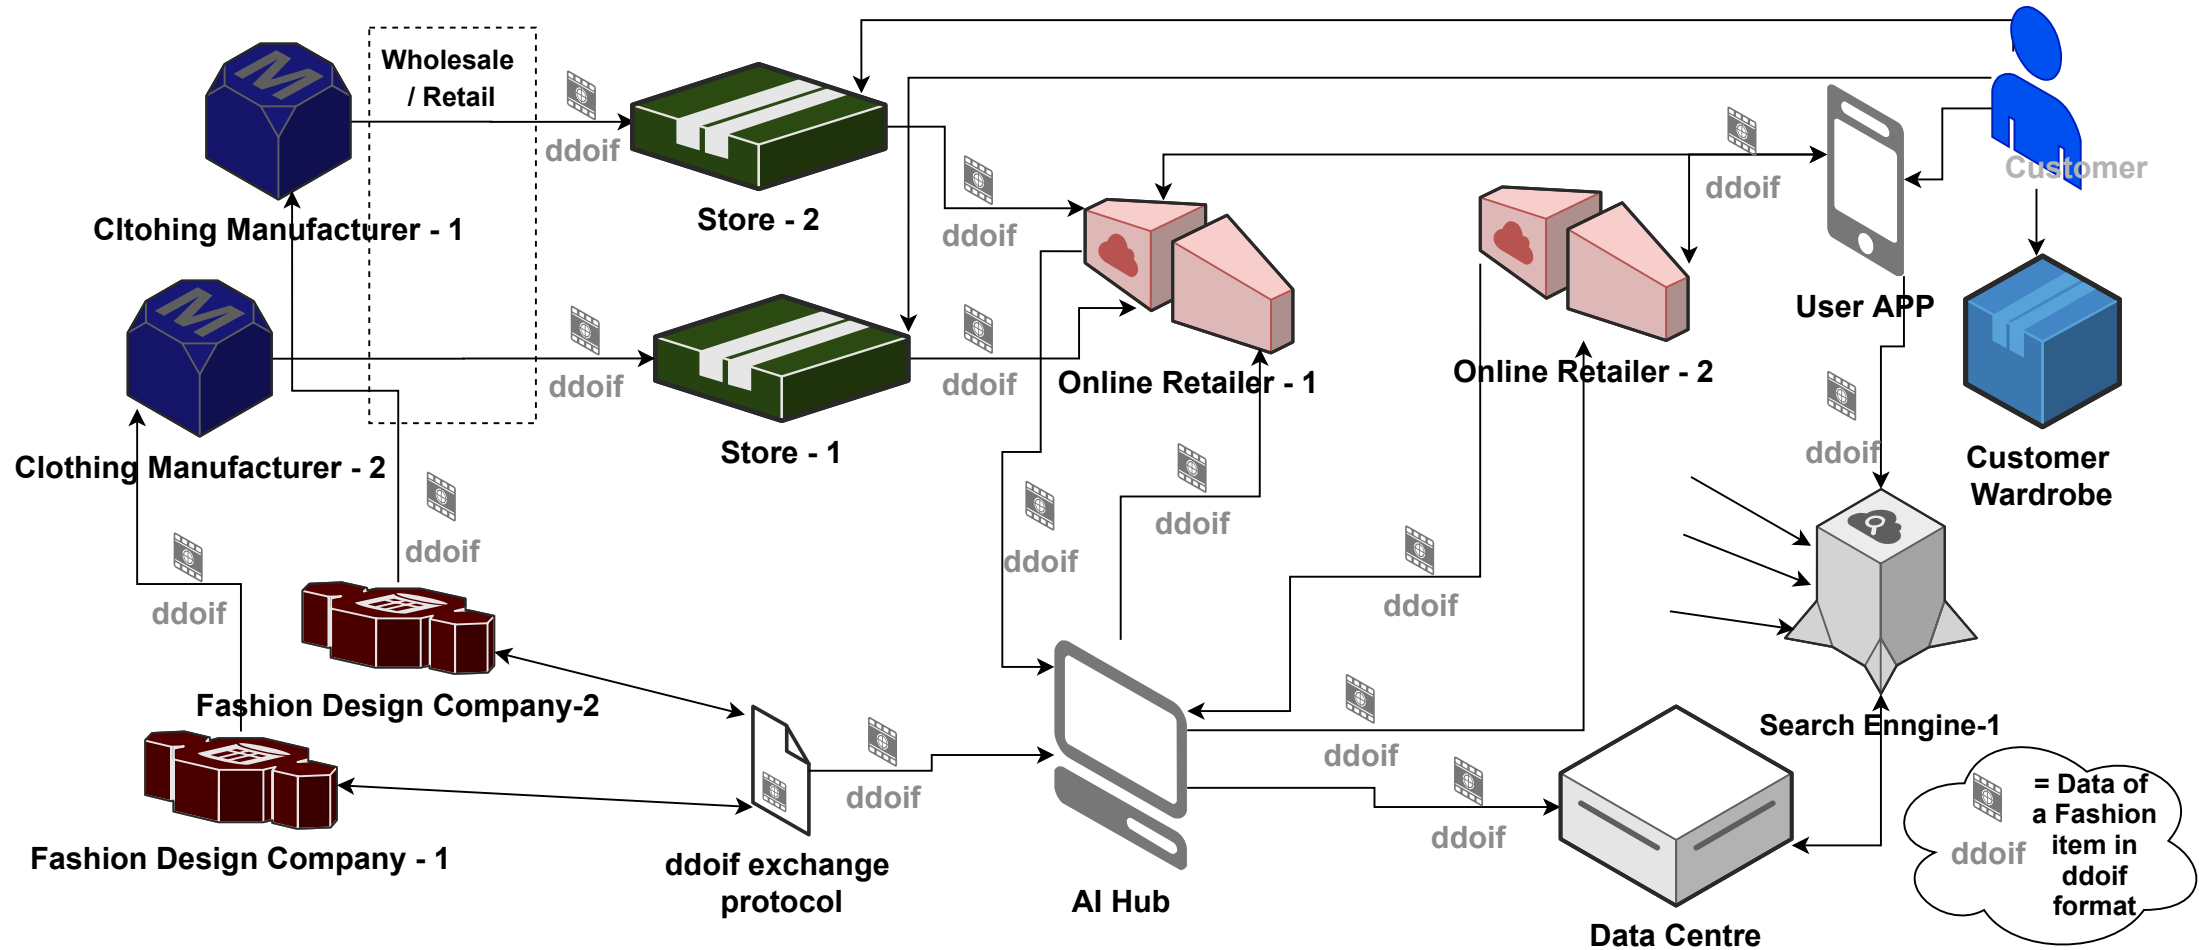 Wholesale
/ Retail
M
ddoif
Cltohing Manufacturer - 1
Store - 2
ddoif
ddoif
Customer
User APP
M
ddoif
Store - 1
ddoif
Online Retailer - 1
Online Retailer - 2
Clothing Manufacturer - 2
ddoif
Customer
Wardrobe
ddoif
ddoif
ddoif
ddoif
ddoif
ddoif
Fashion Design Company-2
Search Enngine-1
ddoif
ddoif
ddoif
Fashion Design Company - 1
ddoif exchange
protocol
AI Hub
Data Centre
= Data of
a Fashion
item in
ddoif
format
ddoif